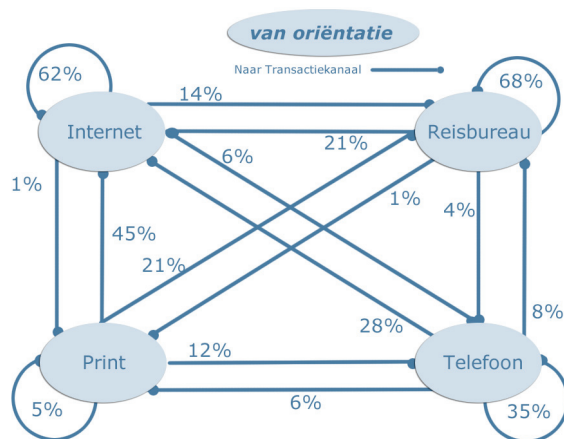 van oriëntatie
Naar Transactiekanaal
62%
68%
14%
Internet
Reisbureau
6%
21%
1%
1%
4%
45%
21%
28%
8%
Print
12%
Telefoon
5%
6%
35%